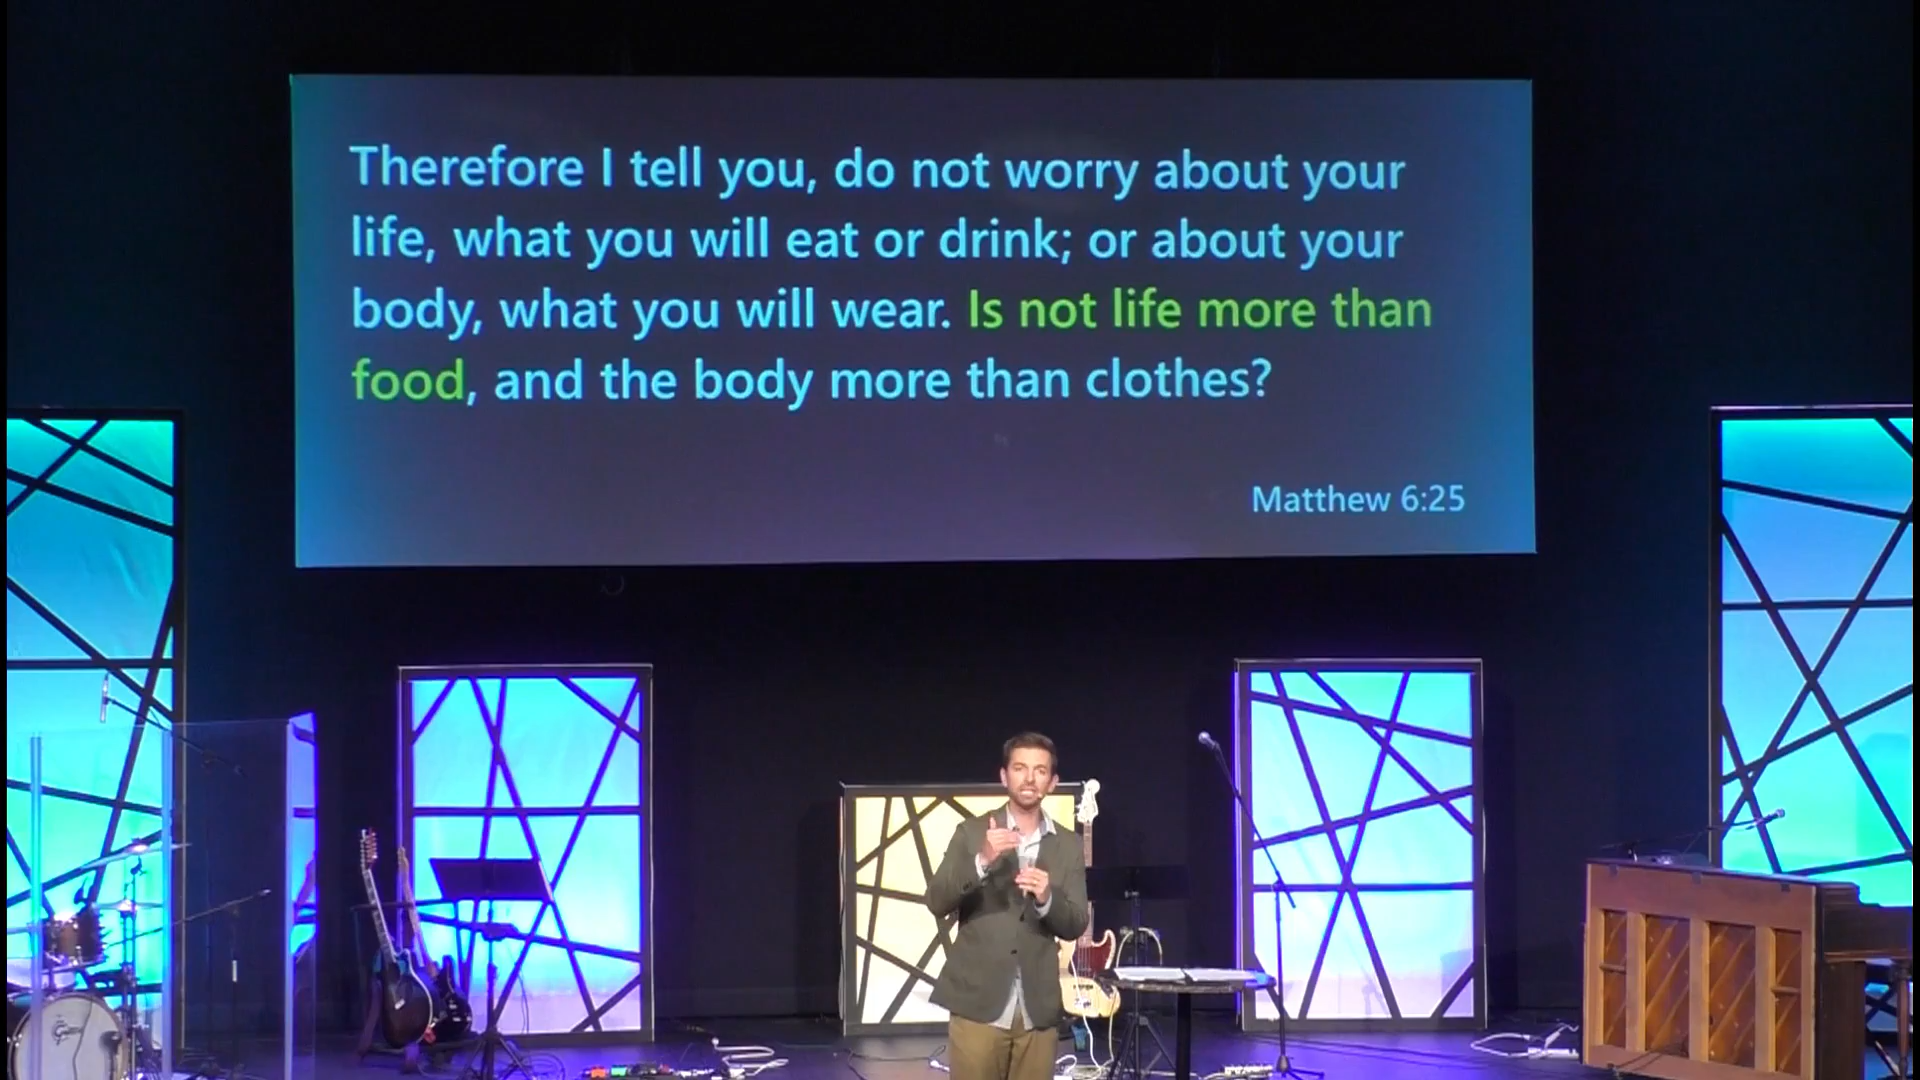 Therefore I tell you, do not worry about your
life, what you will eat or drink; or about your
body, what you will wear. Is not life more than
food, and the body more than clothes?
Matthew 6:25